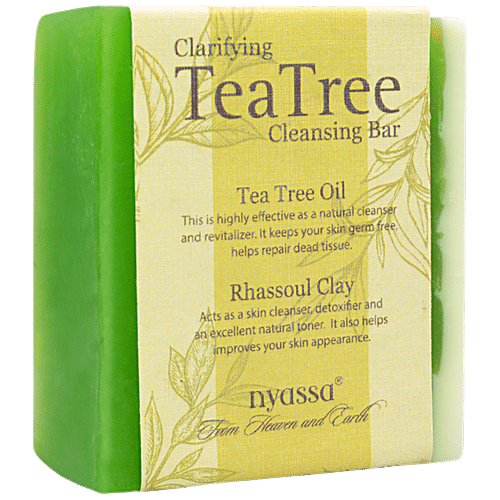 Clarifying
Tea Tree
Cleansing Bar
Tea Tree Oil
This is highly effective as a natural cleanser
and revitalizer. It keeps your skin germ free,
helps repair dead tissue.
Rhassoul Clay
Acts as a skin cleanser, detoxifier and
an excellent natural toner. It also helps
improves your skin appearance.
nyassa®
From Heaven and Earth